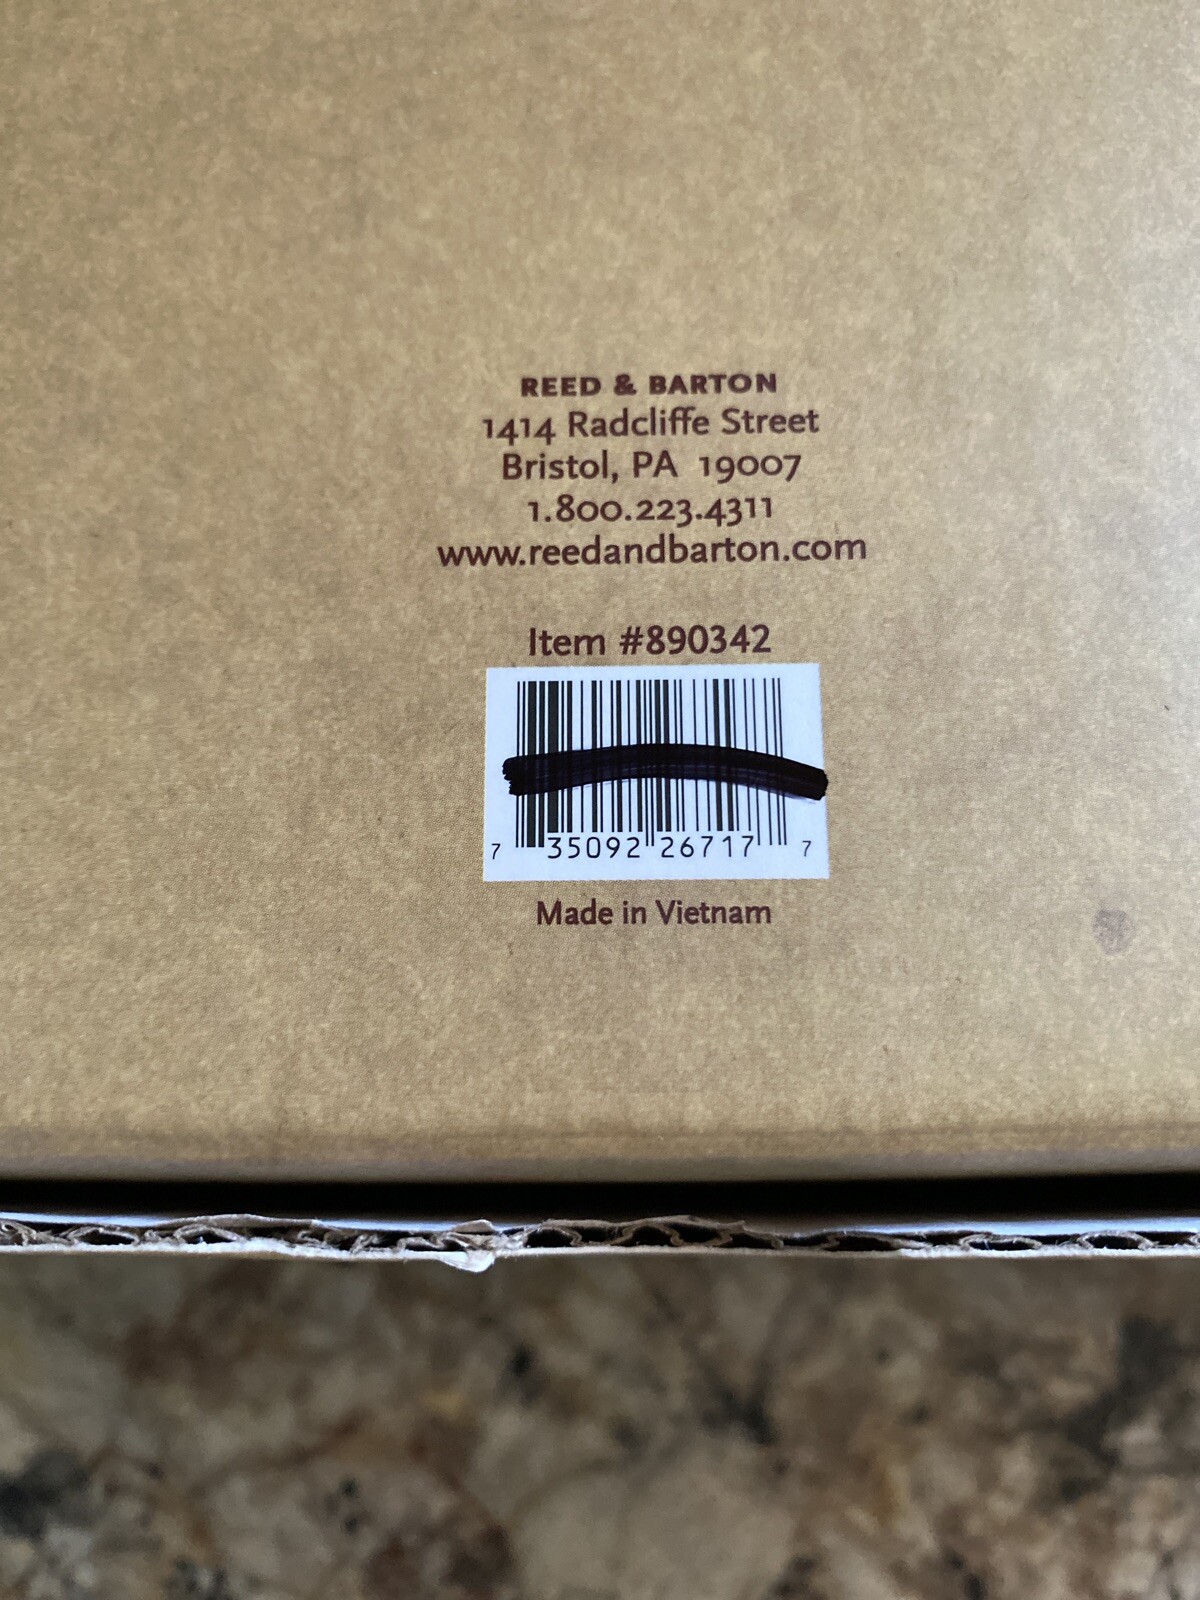 REED & BARTON
1414 Radcliffe Street
Bristol, PA 19007
1.800.223.4311
www.reedandbarton.com
Item #890342
7 35092 26717 7
Made in Vietnam